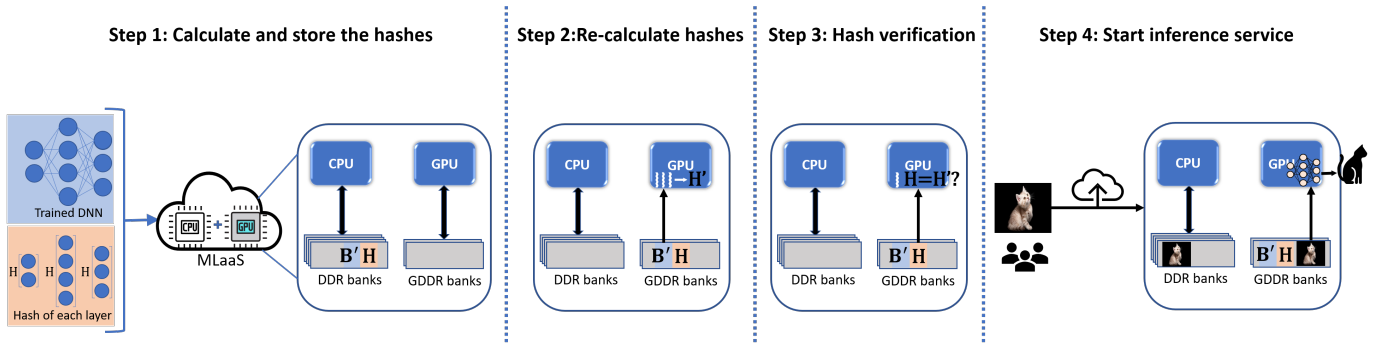 Step 1: Calculate and store the hashes
Trained DNN
H
H
H
Hash of each layer
CPU
+
GPU
MLaaS
CPU
GPU
B′ H
DDR banks
GDDR banks
Step 2:Re-calculate hashes
CPU
GPU
H'
B′ H
DDR banks
GDDR banks
Step 3: Hash verification
CPU
GPU
H=H'?
B′ H
DDR banks
GDDR banks
Step 4: Start inference service
CPU
GPU
B′ H
DDR banks
GDDR banks